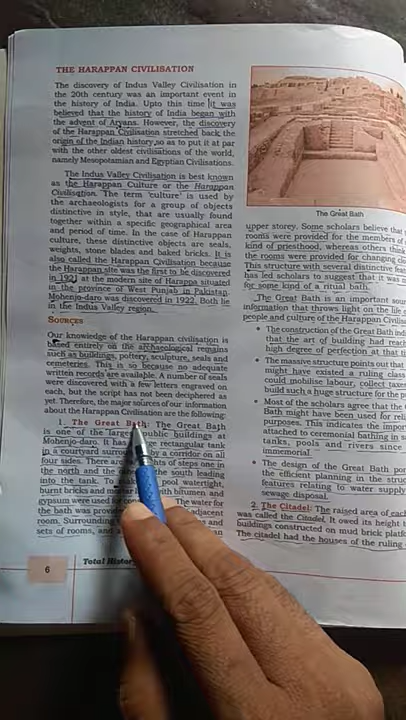 THE HARAPPAN CIVILISATION
The discovery of Indus Valley Civilisation in
the 20th century was an important event in
the history of India. Upto this time it was
believed that the history of India began with
the advent of Aryans. However, the discovery
of the Harappan Civilisation stretched back the
origin of the Indian history, so as to put it at par
with the other oldest civilisations of the world,
namely Mesopotamian and Egyptian Civilisations.
The Indus Valley Civilisation is best known
as the Harappan Culture or the Harappan
Civilisation. The term 'culture' is used by
the archaeologists for a group of objects
distinctive in style, that are usually found
together within a specific geographical area
and period of time. In the case of Harappan
culture, these distinctive objects are seals,
weights, stone blades and baked bricks. It is
also called the Harappan Civilisation because
the Harappan site was the first to be discovered
in 1921 at the modern site of Harappa situated
in the province of West Punjab in Pakistan.
Mohenjo-daro was discovered in 1922. Both lie
in the Indus Valley region.
SOURCES
Our knowledge of the Harappan civilisation is
based entirely on the archaeological remains
such as buildings, pottery, sculpture, seals and
cemeteries. This is so because no adequate
written records are available. A number of seals
were discovered with a few letters engraved on
each, but the script has not been deciphered as
yet. Therefore, the major sources of our information
about the Harappan Civilisation are the following:
1. The Great Bath: The Great Bath
is one of the large public buildings at
Mohenjo-daro. It has rectangular tank
in a courtyard by a corridor on all
four sides. There are of steps one in
the north and the south leading
into the tank. To pool watertight,
burnt bricks and with bitumen and
gypsum were used for The water for
the bath was adjacent
room. Surrounding and
sets of rooms, and
6
Total History
The Great Bath
upper storey. Some scholars believe that
rooms were provided for the members of
kind of priesthood, whereas others think
the rooms were provided for changing
This structure with several distinctive
has led scholars to suggest that it was
for some kind of a ritual bath.
The Great Bath is an important
information that throws light on the life
people and culture of the Harappan
• The construction of the Great Bath
that the art of building had reach
high degree of perfection at that
• The massive structure points out that
might have existed a ruling class
could mobilise labour, collect
build such a huge structure for the
• Most of the scholars agree that the
Bath might have been used for
purposes. This indicates the
attached to ceremonial bathing in
tanks, pools and rivers since
immemorial.
• The design of the Great Bath
the efficient planning in the
features relating to water supply
sewage disposal.
2. The Citadel: The raised area of each
was called the Citadel. It owed its height
buildings constructed on mud brick
The citadel had the houses of the ruling